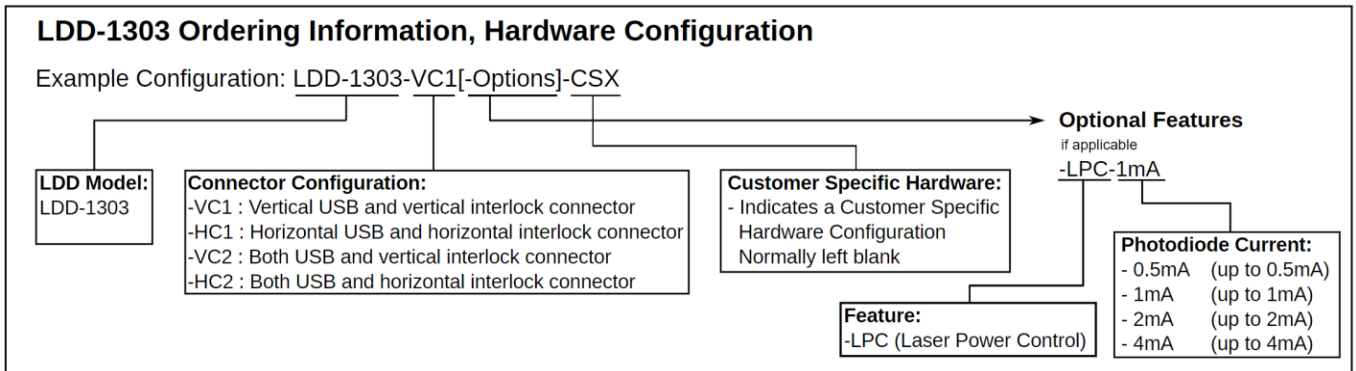 LDD-1303 Ordering Information, Hardware Configuration
Example Configuration: LDD-1303-VC1[-Options]-CSX
LDD Model:
LDD-1303
Connector Configuration:
-VC1 : Vertical USB and vertical interlock connector
-HC1 : Horizontal USB and horizontal interlock connector
-VC2 : Both USB and vertical interlock connector
-HC2 : Both USB and horizontal interlock connector
Customer Specific Hardware:
- Indicates a Customer Specific
Hardware Configuration
Normally left blank
Optional Features
if applicable
-LPC-1mA
Feature:
-LPC (Laser Power Control)
Photodiode Current:
- 0.5mA (up to 0.5mA)
- 1mA (up to 1mA)
- 2mA (up to 2mA)
- 4mA (up to 4mA)